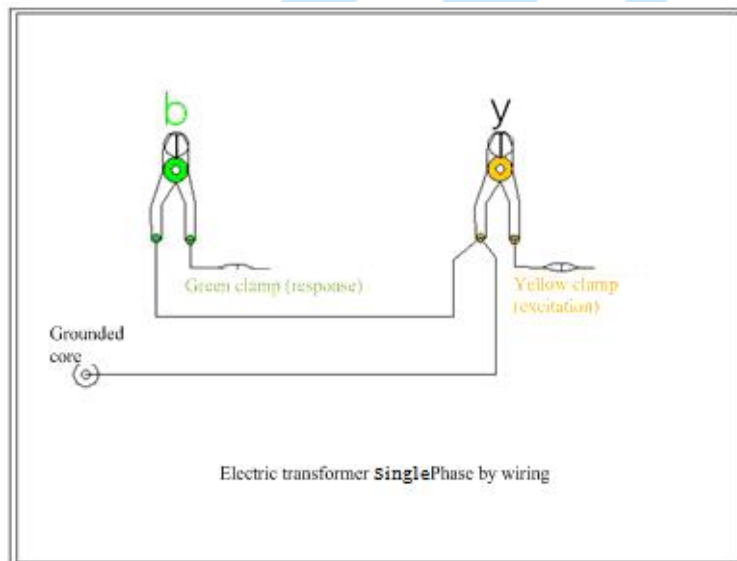 b
y
Green clamp (response)
Yellow clamp
(excitation)
Grounded
core
Electric transformer SinglePhase by wiring